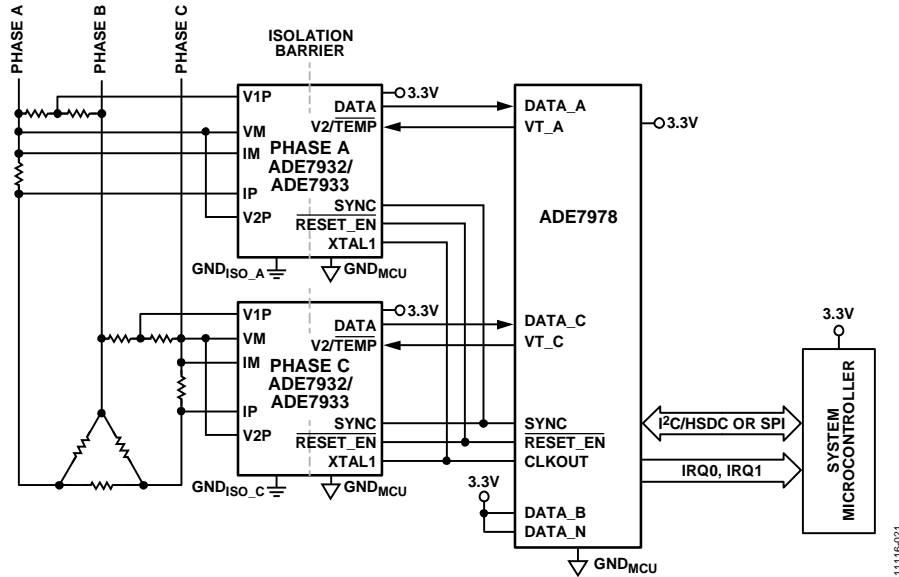 PHASE A
PHASE B
PHASE C
ISOLATION
BARRIER
V1P
VM
IM
IP
V2P
DATA
V2/TEMP
PHASE A
ADE7932/
ADE7933
SYNC
RESET_EN
XTAL1
3.3V
GNDISO_A
GNDMCU
V1P
VM
IM
IP
V2P
DATA
V2/TEMP
PHASE C
ADE7932/
ADE7933
SYNC
RESET_EN
XTAL1
3.3V
GNDISO_C
GNDMCU
DATA_A
VT_A
3.3V
ADE7978
DATA_C
VT_C
SYNC
RESET_EN
CLKOUT
3.3V
DATA_B
DATA_N
GNDMCU
I2C/HSDC OR SPI
IRQ0, IRQ1
3.3V
SYSTEM
MICROCONTROLLER
11116-021